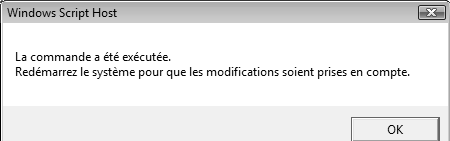 Windows Script Host
La commande a été exécutée.
Redémarrez le système pour que les modifications soient prises en compte.
OK